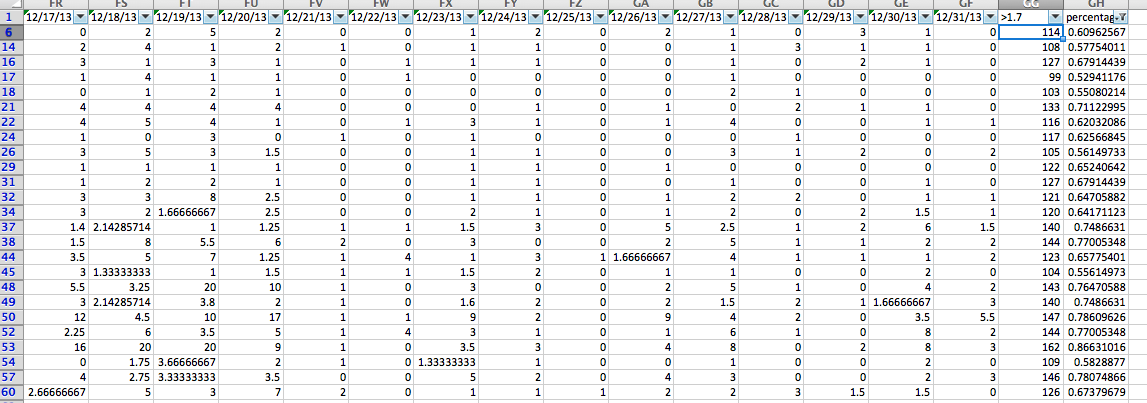 FR FS FT FU FV FW FX FY FZ GA GB GC GD GE GF GG GH
1 12/17/13 12/18/13 12/19/13 12/20/13 12/21/13 12/22/13 12/23/13 12/24/13 12/25/13 12/26/13 12/27/13 12/28/13 12/29/13 12/30/13 12/31/13 >1.7 percentag
6 0 2 5 2 0 0 1 2 0 2 1 0 3 1 0 114 0.60962567
14 2 4 1 2 1 0 1 1 0 0 1 3 1 1 0 108 0.57754011
16 3 1 3 1 0 0 1 1 0 0 1 0 2 1 0 127 0.67914439
17 1 4 1 1 0 0 1 0 0 0 1 0 0 0 0 99 0.52941176
18 0 1 2 1 0 0 0 0 0 0 2 1 0 0 0 103 0.55080214
21 4 4 4 4 0 0 0 1 1 1 0 2 1 1 0 133 0.71122995
22 4 5 4 1 0 1 3 1 0 1 4 0 0 1 1 116 0.62032086
24 1 0 3 0 1 0 1 0 0 0 0 1 0 0 0 117 0.62566845
26 3 5 3 1.5 0 0 1 1 0 0 3 1 2 0 2 105 0.56149733
29 1 1 1 1 0 0 1 1 0 1 0 0 0 0 0 122 0.65240642
31 1 2 2 1 0 0 1 0 0 0 1 0 0 1 0 127 0.67914439
32 3 3 8 2.5 0 0 1 1 0 1 2 2 0 1 1 121 0.64705882
34 3 2 1.66666667 2.5 0 0 2 1 0 1 2 0 2 1.5 1 120 0.64171123
37 1.4 2.14285714 1 1.25 1 1 1.5 3 0 5 2.5 1 2 6 1.5 140 0.7486631
38 1.5 8 5.5 6 2 0 3 0 0 2 5 1 1 2 2 144 0.77005348
44 3.5 5 7 1.25 1 4 1 3 1 1.66666667 4 1 1 1 2 123 0.65775401
45 3 1.33333333 1 1.5 1 1 1.5 2 0 1 1 0 0 2 0 104 0.55614973
48 5.5 3.25 20 10 1 0 3 0 0 2 5 1 0 4 2 143 0.76470588
49 3 2.14285714 3.8 2 1 0 1.6 2 0 2 1.5 2 1 1.66666667 3 140 0.7486631
50 12 4.5 10 17 1 1 9 2 0 9 4 2 0 3.5 5.5 147 0.78609626
52 2.25 6 3.5 5 1 4 3 1 0 1 6 1 0 8 2 144 0.77005348
53 16 20 20 9 1 0 3.5 3 0 4 8 0 2 8 3 162 0.86631016
54 0 1.75 3.66666667 2 1 0 1.33333333 1 0 0 1 0 0 2 0 109 0.5828877
57 4 2.75 3.33333333 3.5 0 0 5 2 0 4 3 0 0 2 3 146 0.78074866
60 2.66666667 5 3 7 2 0 1 1 1 2 2 3 1.5 1.5 0 126 0.67379679